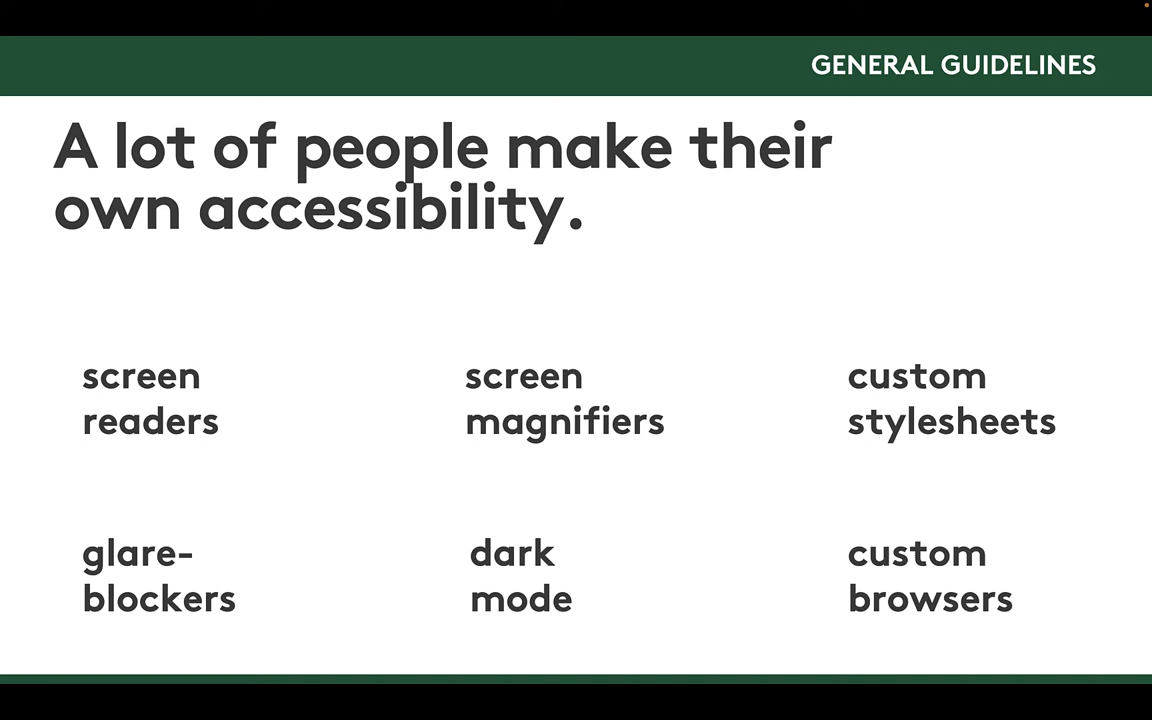 GENERAL GUIDELINES
A lot of people make their
own accessibility.
screen
readers
screen
magnifiers
custom
stylesheets
glare-
blockers
dark
mode
custom
browsers